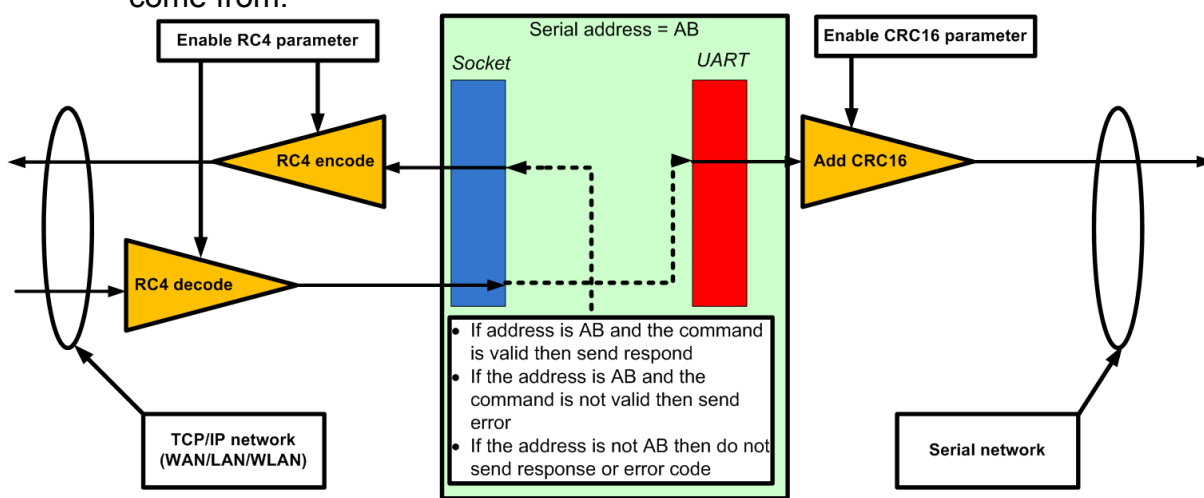 come from.
Enable RC4 parameter
Serial address = AB
Enable CRC16 parameter
Socket
UART
RC4 encode
Add CRC16
RC4 decode
• If address is AB and the command
is valid then send respond
• If the address is AB and the
command is not valid then send
error
• If the address is not AB then do not
send response or error code
TCP/IP network
(WAN/LAN/WLAN)
Serial network